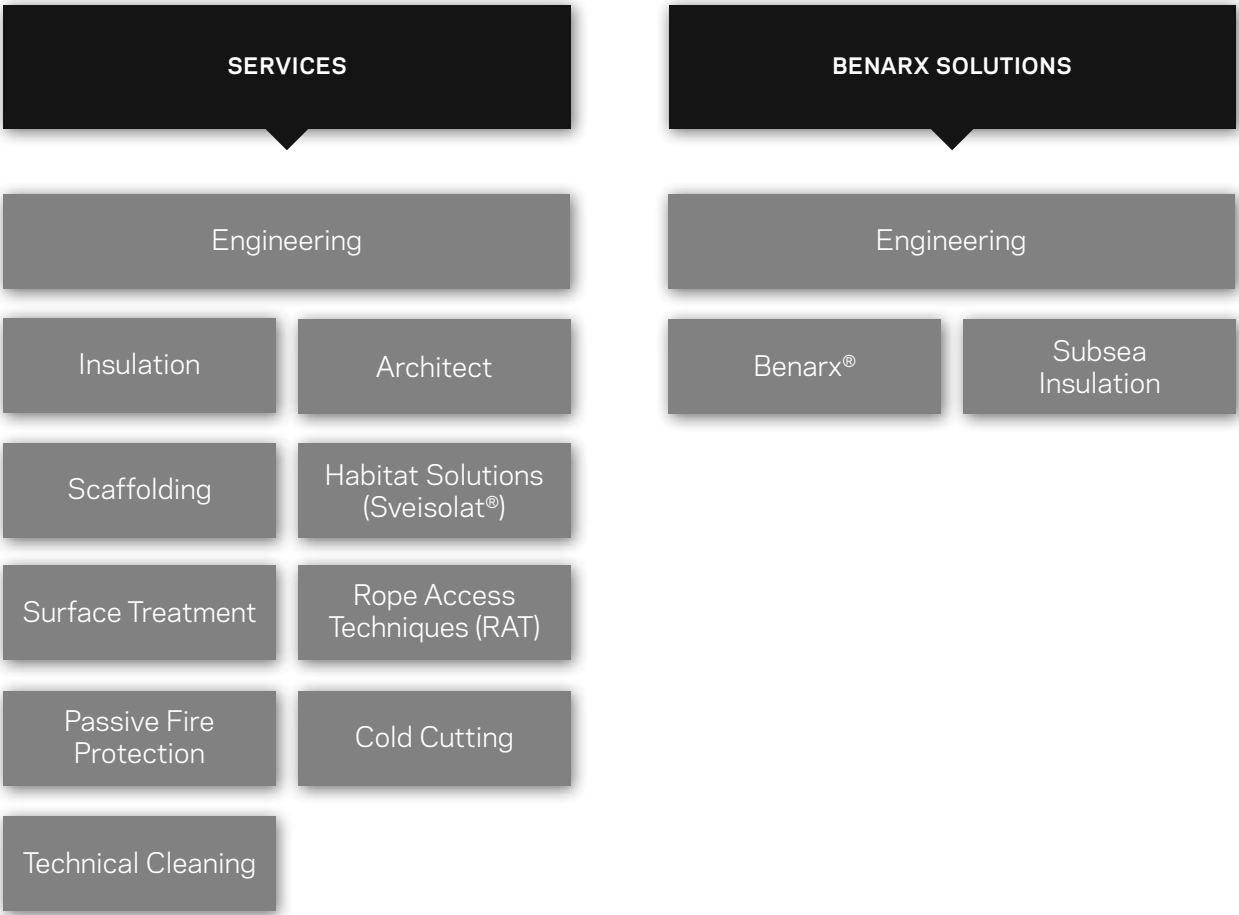 SERVICES
Engineering
Insulation
Architect
Scaffolding
Habitat Solutions
(Sveisolat®)
Surface Treatment
Rope Access
Techniques (RAT)
Passive Fire
Protection
Cold Cutting
Technical Cleaning
BENARX SOLUTIONS
Engineering
Benarx®
Subsea
Insulation